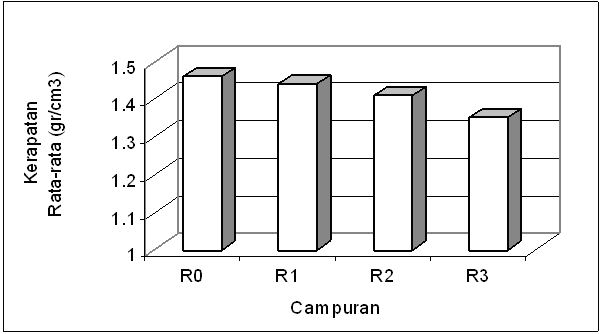 Kerapatan
Rata-rata (gr/cm3)
1.5
1.4
1.3
1.2
1.1
1
R0 R1 R2 R3
Campuran